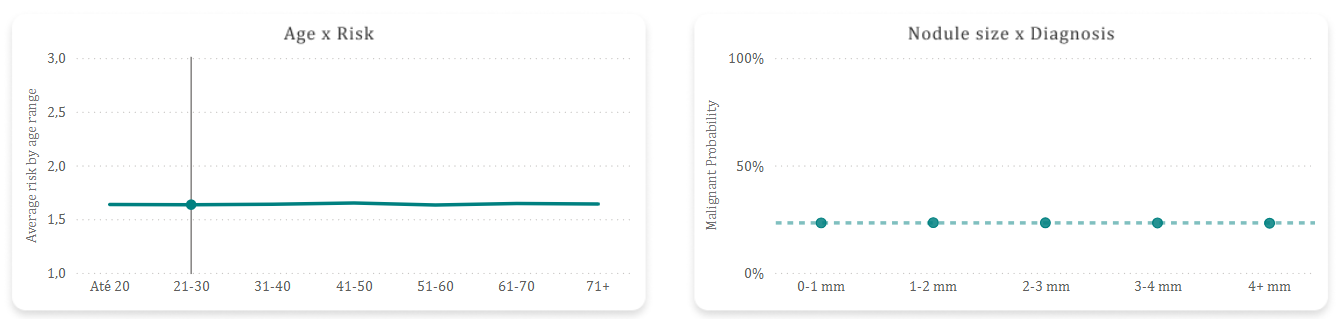 Age x Risk
3,0
2,5
2,0
1,5
1,0
Average risk by age range
Até 20 21-30 31-40 41-50 51-60 61-70 71+
Nodule size x Diagnosis
100%
50%
0%
Malignant Probability
0-1 mm 1-2 mm 2-3 mm 3-4 mm 4+ mm